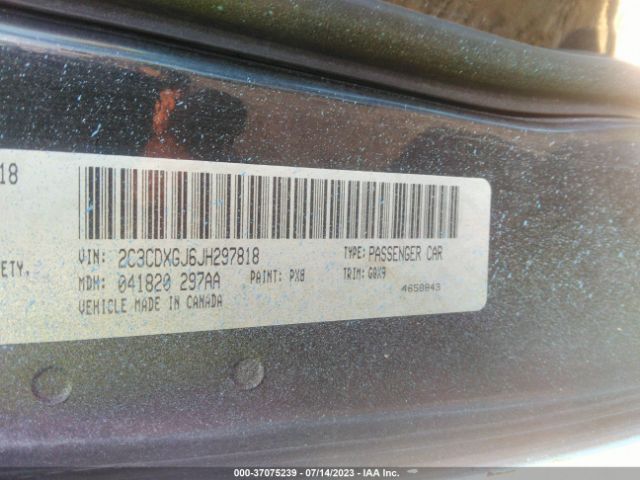 18
VIN: 2C3CDXGJ6JH297818 TYPE: PASSENGER CAR
ETY, MDH: 041820 297AA PAINT: PX8 TRIM: G8X9
VEHICLE MADE IN CANADA 4650843
000-37075239 - 07/14/2023 - IAA Inc.